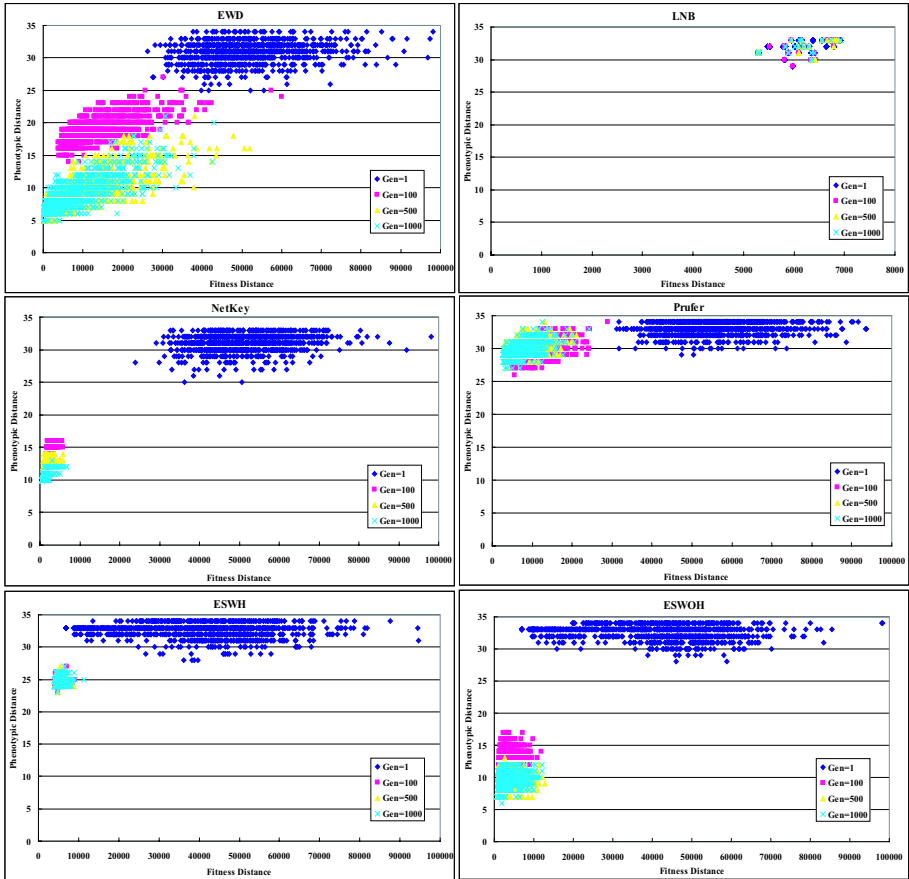 EWD
35
30
25
20
15
10
5
0
Phenotypic Distance
Gen=1
Gen=100
Gen=500
Gen=1000
0 10000 20000 30000 40000 50000 60000 70000 80000 90000 100000
Fitness Distance
LNB
35
30
25
20
15
10
5
0
Phenotypic Distance
Gen=1
Gen=100
Gen=500
Gen=1000
0 1000 2000 3000 4000 5000 6000 7000 8000
Fitness Distance
NetKey
35
30
25
20
15
10
5
0
Phenotypic Distance
Gen=1
Gen=100
Gen=500
Gen=1000
0 10000 20000 30000 40000 50000 60000 70000 80000 90000 100000
Fitness Distance
Prufer
35
30
25
20
15
10
5
0
Phenotypic Distance
Gen=1
Gen=100
Gen=500
Gen=1000
0 10000 20000 30000 40000 50000 60000 70000 80000 90000 100000
Fitness Distance
ESWH
35
30
25
20
15
10
5
0
Phenotypic Distance
Gen=1
Gen=100
Gen=500
Gen=1000
0 10000 20000 30000 40000 50000 60000 70000 80000 90000 100000
Fitness Distance
ESWOH
35
30
25
20
15
10
5
0
Phenotypic Distance
Gen=1
Gen=100
Gen=500
Gen=1000
0 10000 20000 30000 40000 50000 60000 70000 80000 90000 100000
Fitness Distance